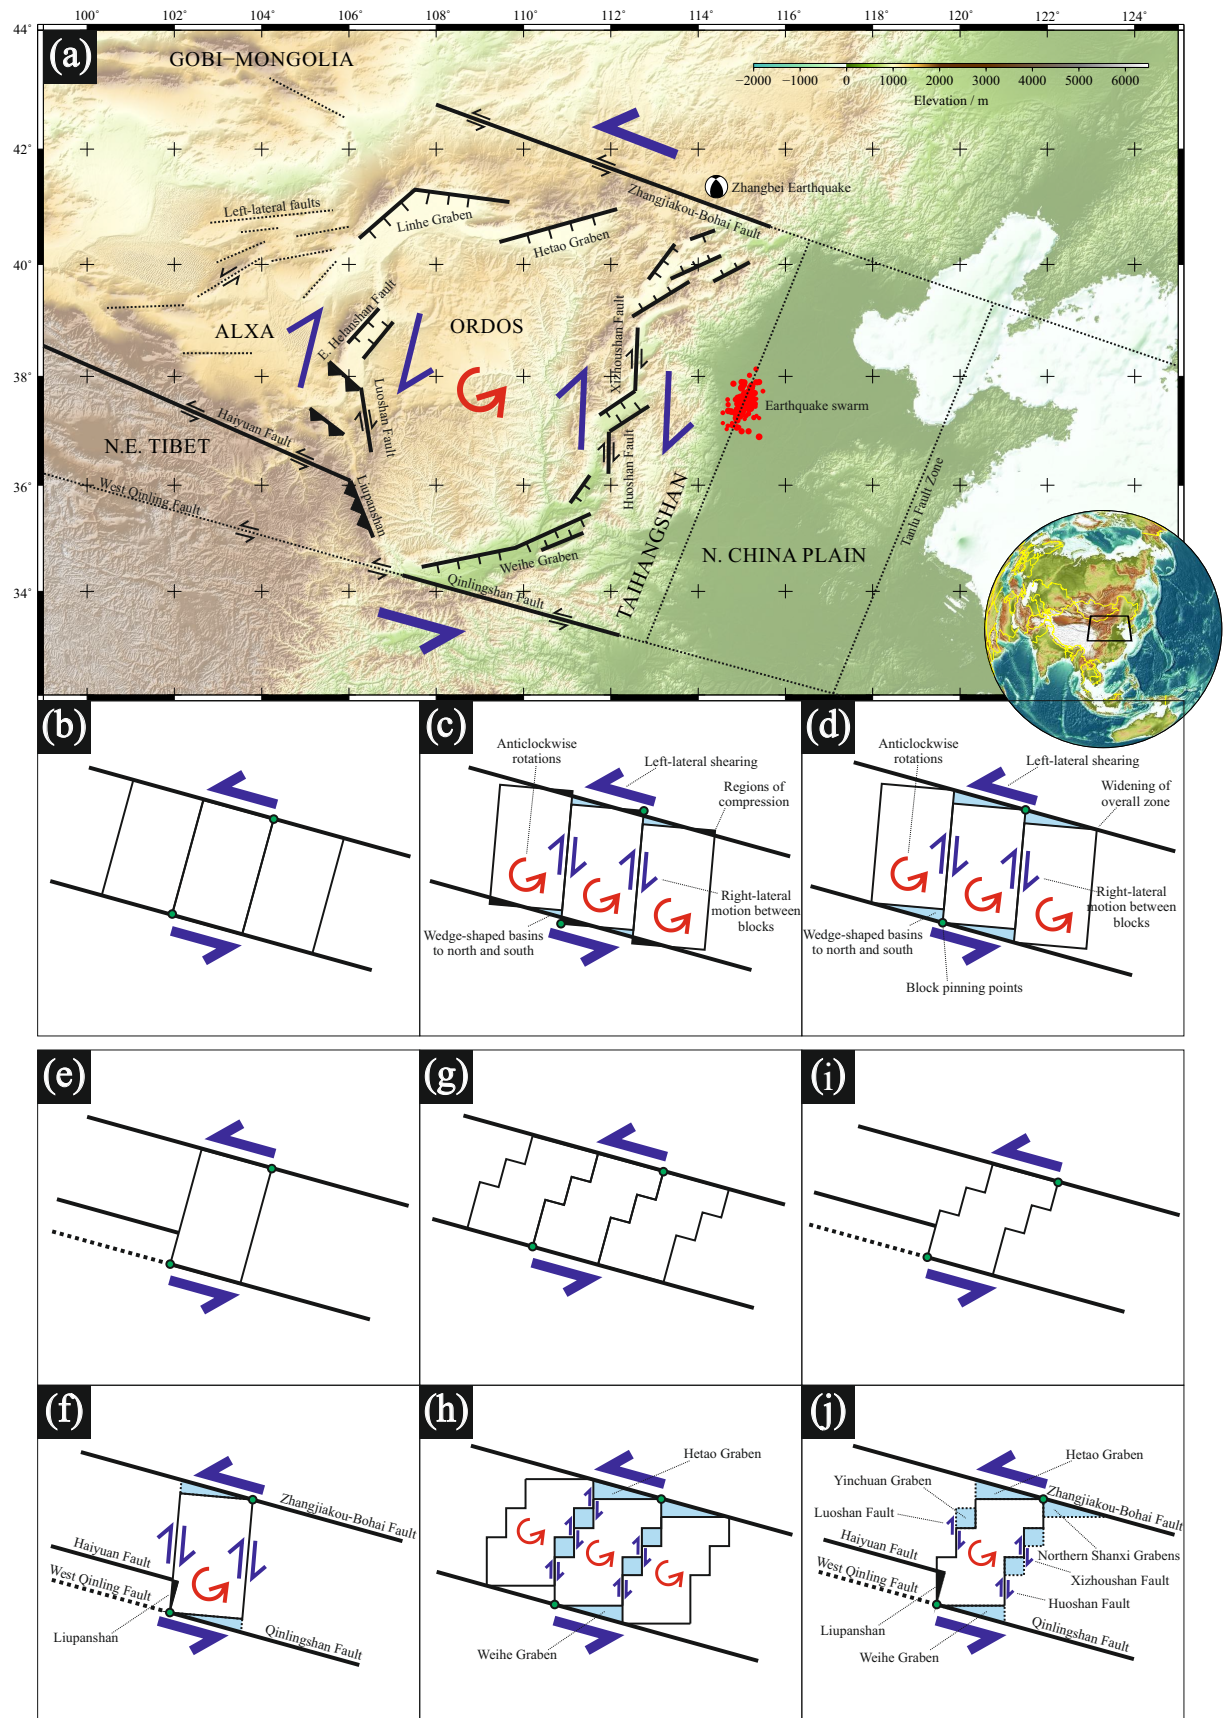 100° 102° 104° 106° 108° 110° 112° 114° 116° 118° 120° 122° 124°
44°
(a)
GOBI−MONGOLIA
−2000 −1000 0 1000 2000 3000 4000 5000 6000
Elevation / m
42°
Zhangbei Earthquake
Zhangjiakou-Bohai Fault
Left-lateral faults
Linhe Graben
Hetao Graben
40°
E. Helanshan Fault
ALXA
ORDOS
Xizhoushan Fault
38°
Luoshan Fault
Earthquake swarm
Haiyuan Fault
N.E. TIBET
Huoshan Fault
36°
West Qinling Fault
Liupanshan
TAIHANGSHAN
Tanlu Fault Zone
N. CHINA PLAIN
Weihe Graben
Qinlingshan Fault
34°
(b)
(c)
Anticlockwise
rotations
Left-lateral shearing
Regions of
compression
Right-lateral
motion between
blocks
Wedge-shaped basins
to north and south
(d)
Anticlockwise
rotations
Left-lateral shearing
Widening of
overall zone
Right-lateral
motion between
blocks
Wedge-shaped basins
to north and south
Block pinning points
(e)
(g)
(i)
(f)
Zhangjiakou-Bohai Fault
Haiyuan Fault
West Qinling Fault
Liupanshan
Qinlingshan Fault
(h)
Hetao Graben
Weihe Graben
(j)
Hetao Graben
Yinchuan Graben
Zhangjiakou-Bohai Fault
Luoshan Fault
Haiyuan Fault
Northern Shanxi Grabens
West Qinling Fault
Xizhoushan Fault
Huoshan Fault
Liupanshan
Qinlingshan Fault
Weihe Graben